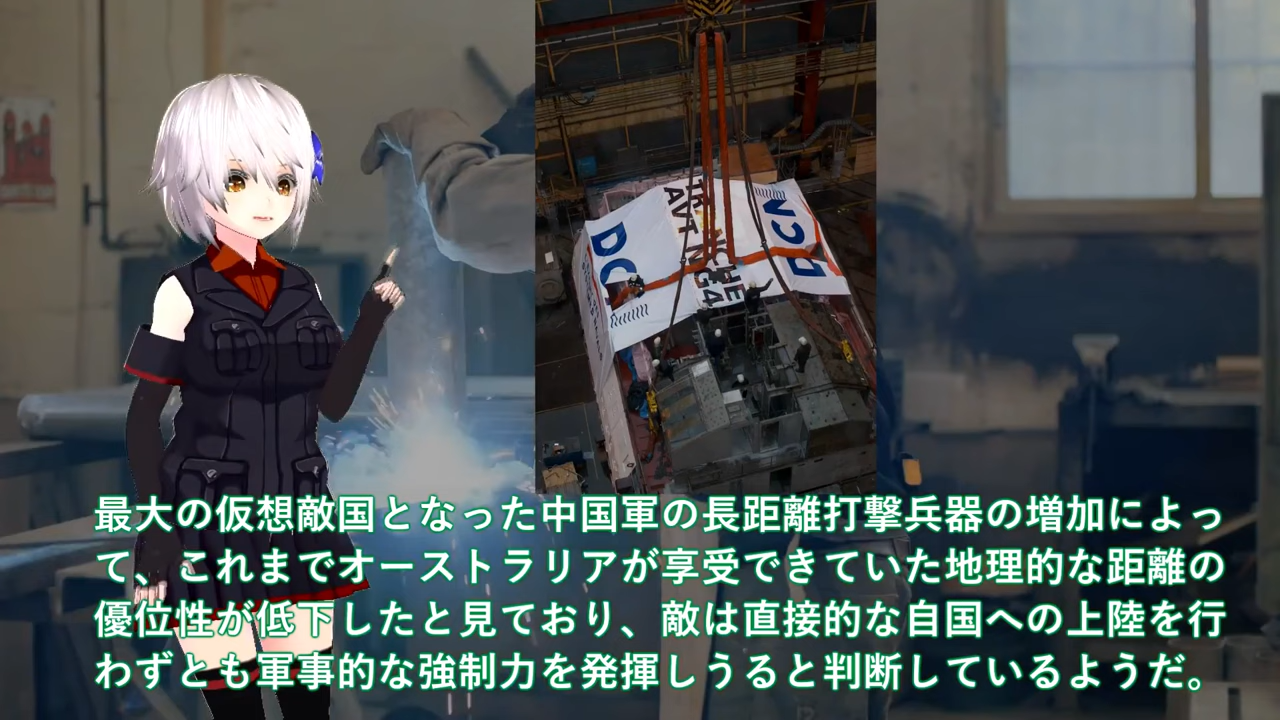 TRANCHE
AVT NG4
最大の仮想敵国となった中国軍の長距離打撃兵器の増加によっ
て、これまでオーストラリアが享受できていた地理的な距離の
優位性が低下したと見ており、敵は直接的な自国への上陸を行
わずとも軍事的な強制力を発揮しうると判断しているようだ。